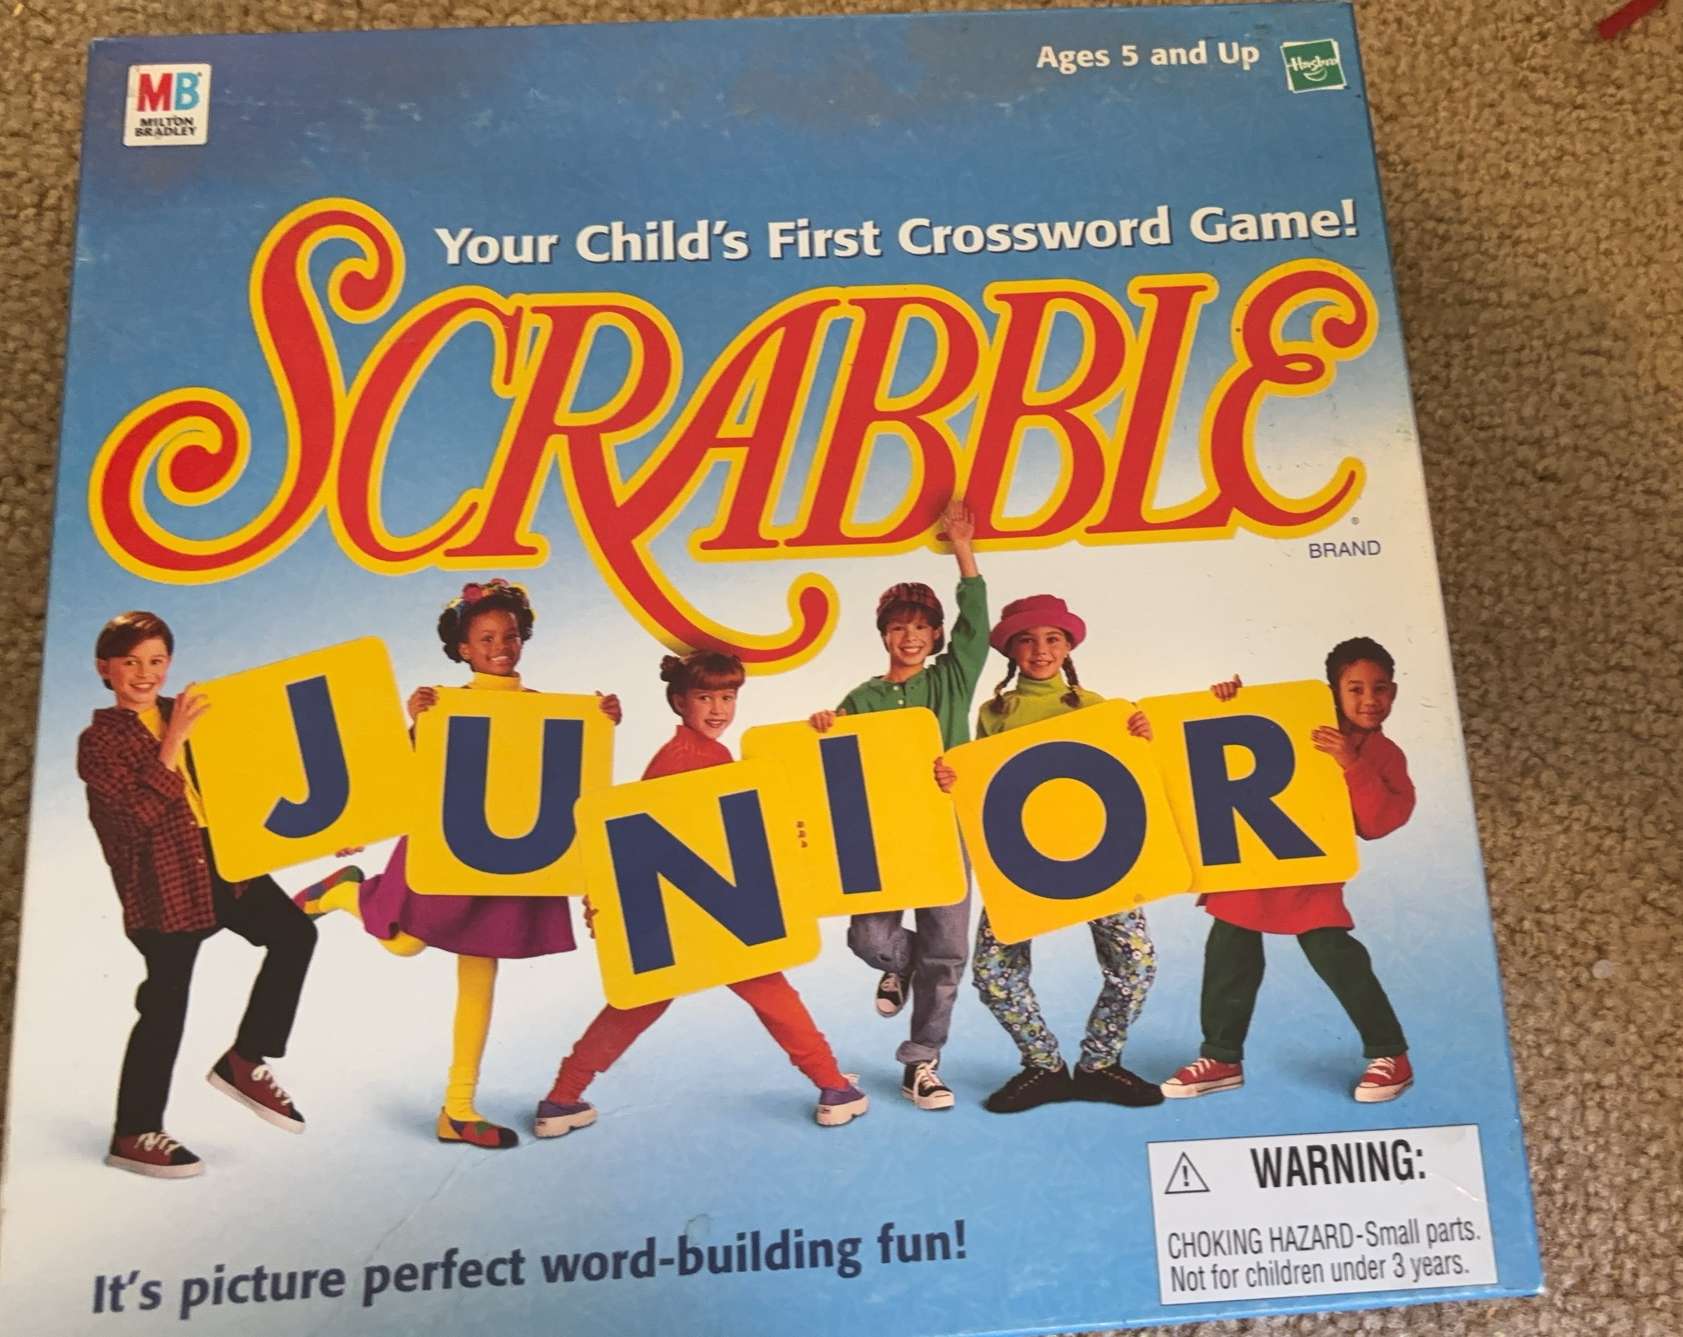 MB
MILTON
BRADLEY
Ages 5 and Up
Hasbro
Your Child's First Crossword Game!
SCRABBLE
®
BRAND
JUNIOR
WARNING:
CHOKING HAZARD-Small parts.
Not for children under 3 years.
It's picture perfect word-building fun!